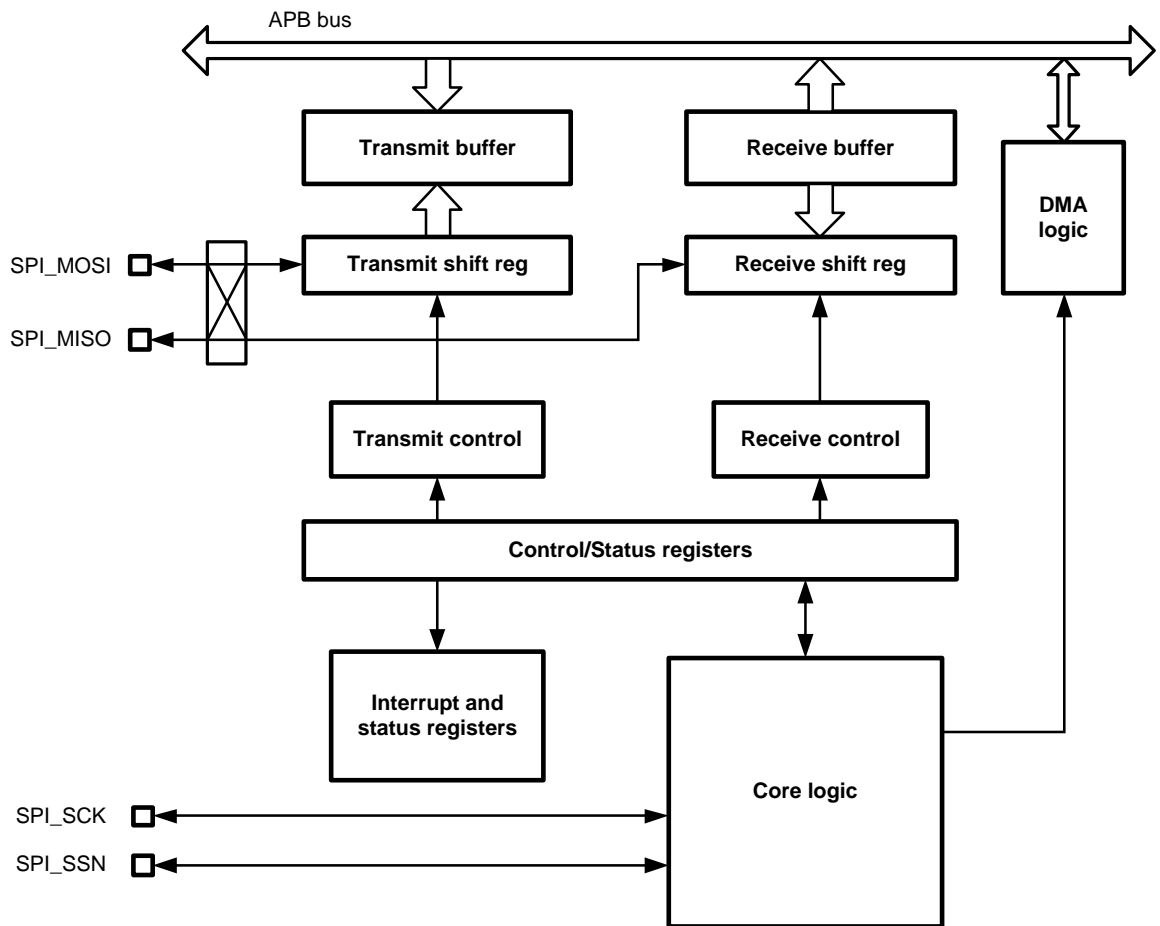 APB bus
Transmit buffer
Receive buffer
DMA
logic
SPI_MOSI
Transmit shift reg
Receive shift reg
SPI_MISO
Transmit control
Receive control
Control/Status registers
Interrupt and
status registers
Core logic
SPI_SCK
SPI_SSN